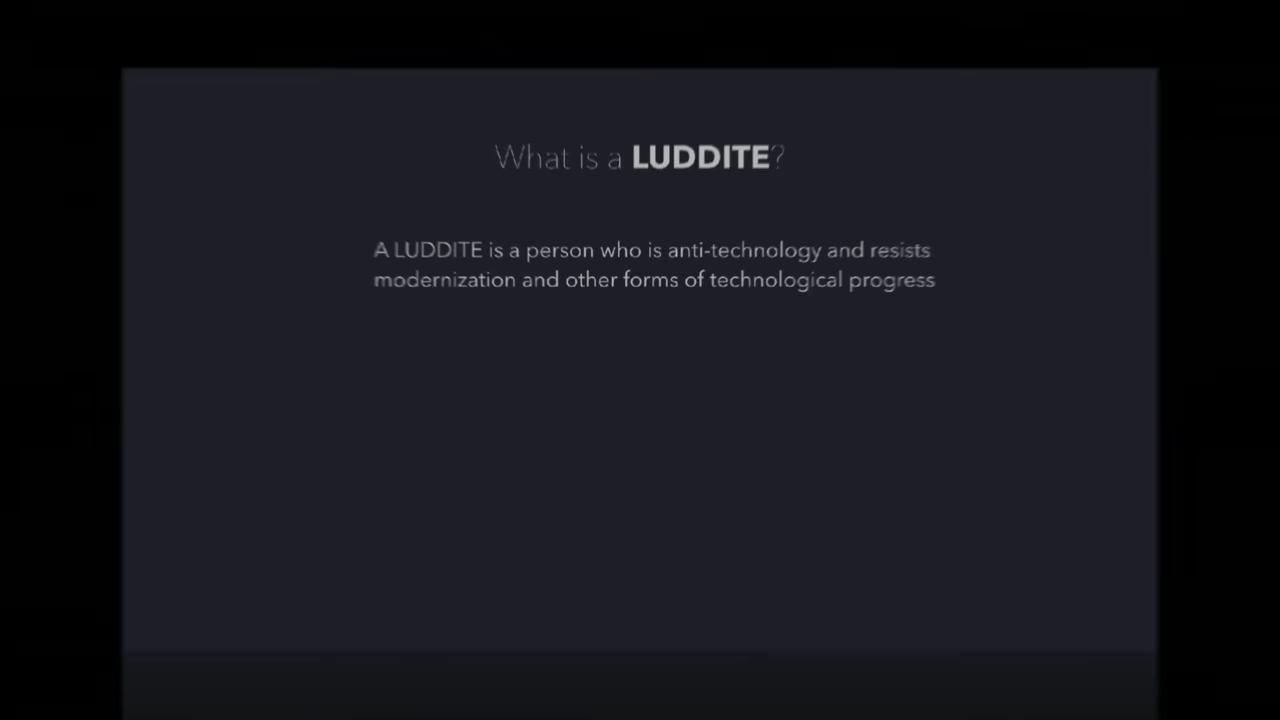 What is a LUDDITE?
A LUDDITE is a person who is anti-technology and resists
modernization and other forms of technological progress